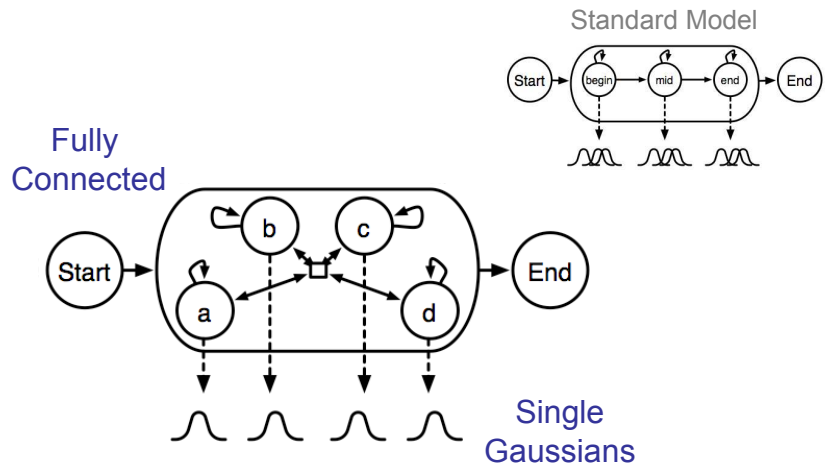 Standard Model
Start begin mid end End
Fully
Connected
b c
Start End
a d
Single
Gaussians